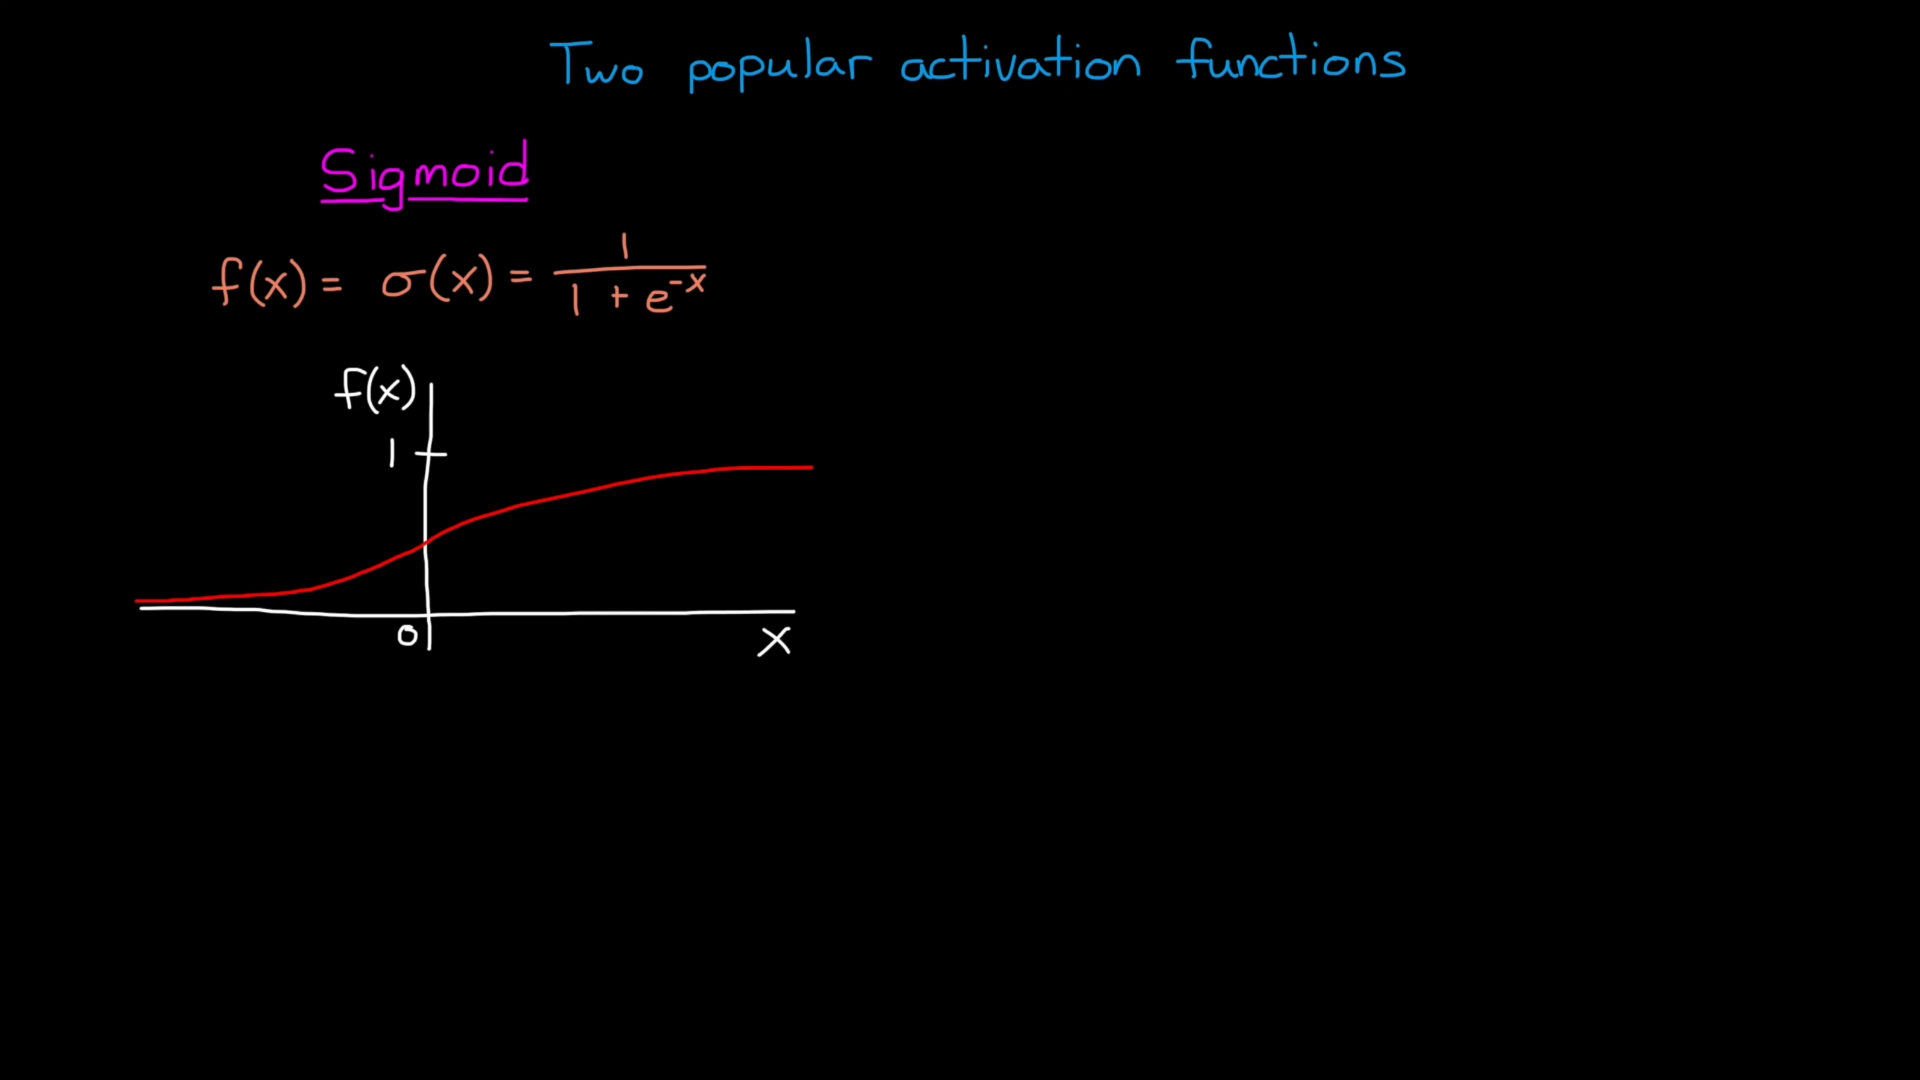 Two popular activation functions
Sigmoid
f(x) = σ(x) = 1 / (1 + e^-x)
f(x)
1
0
x